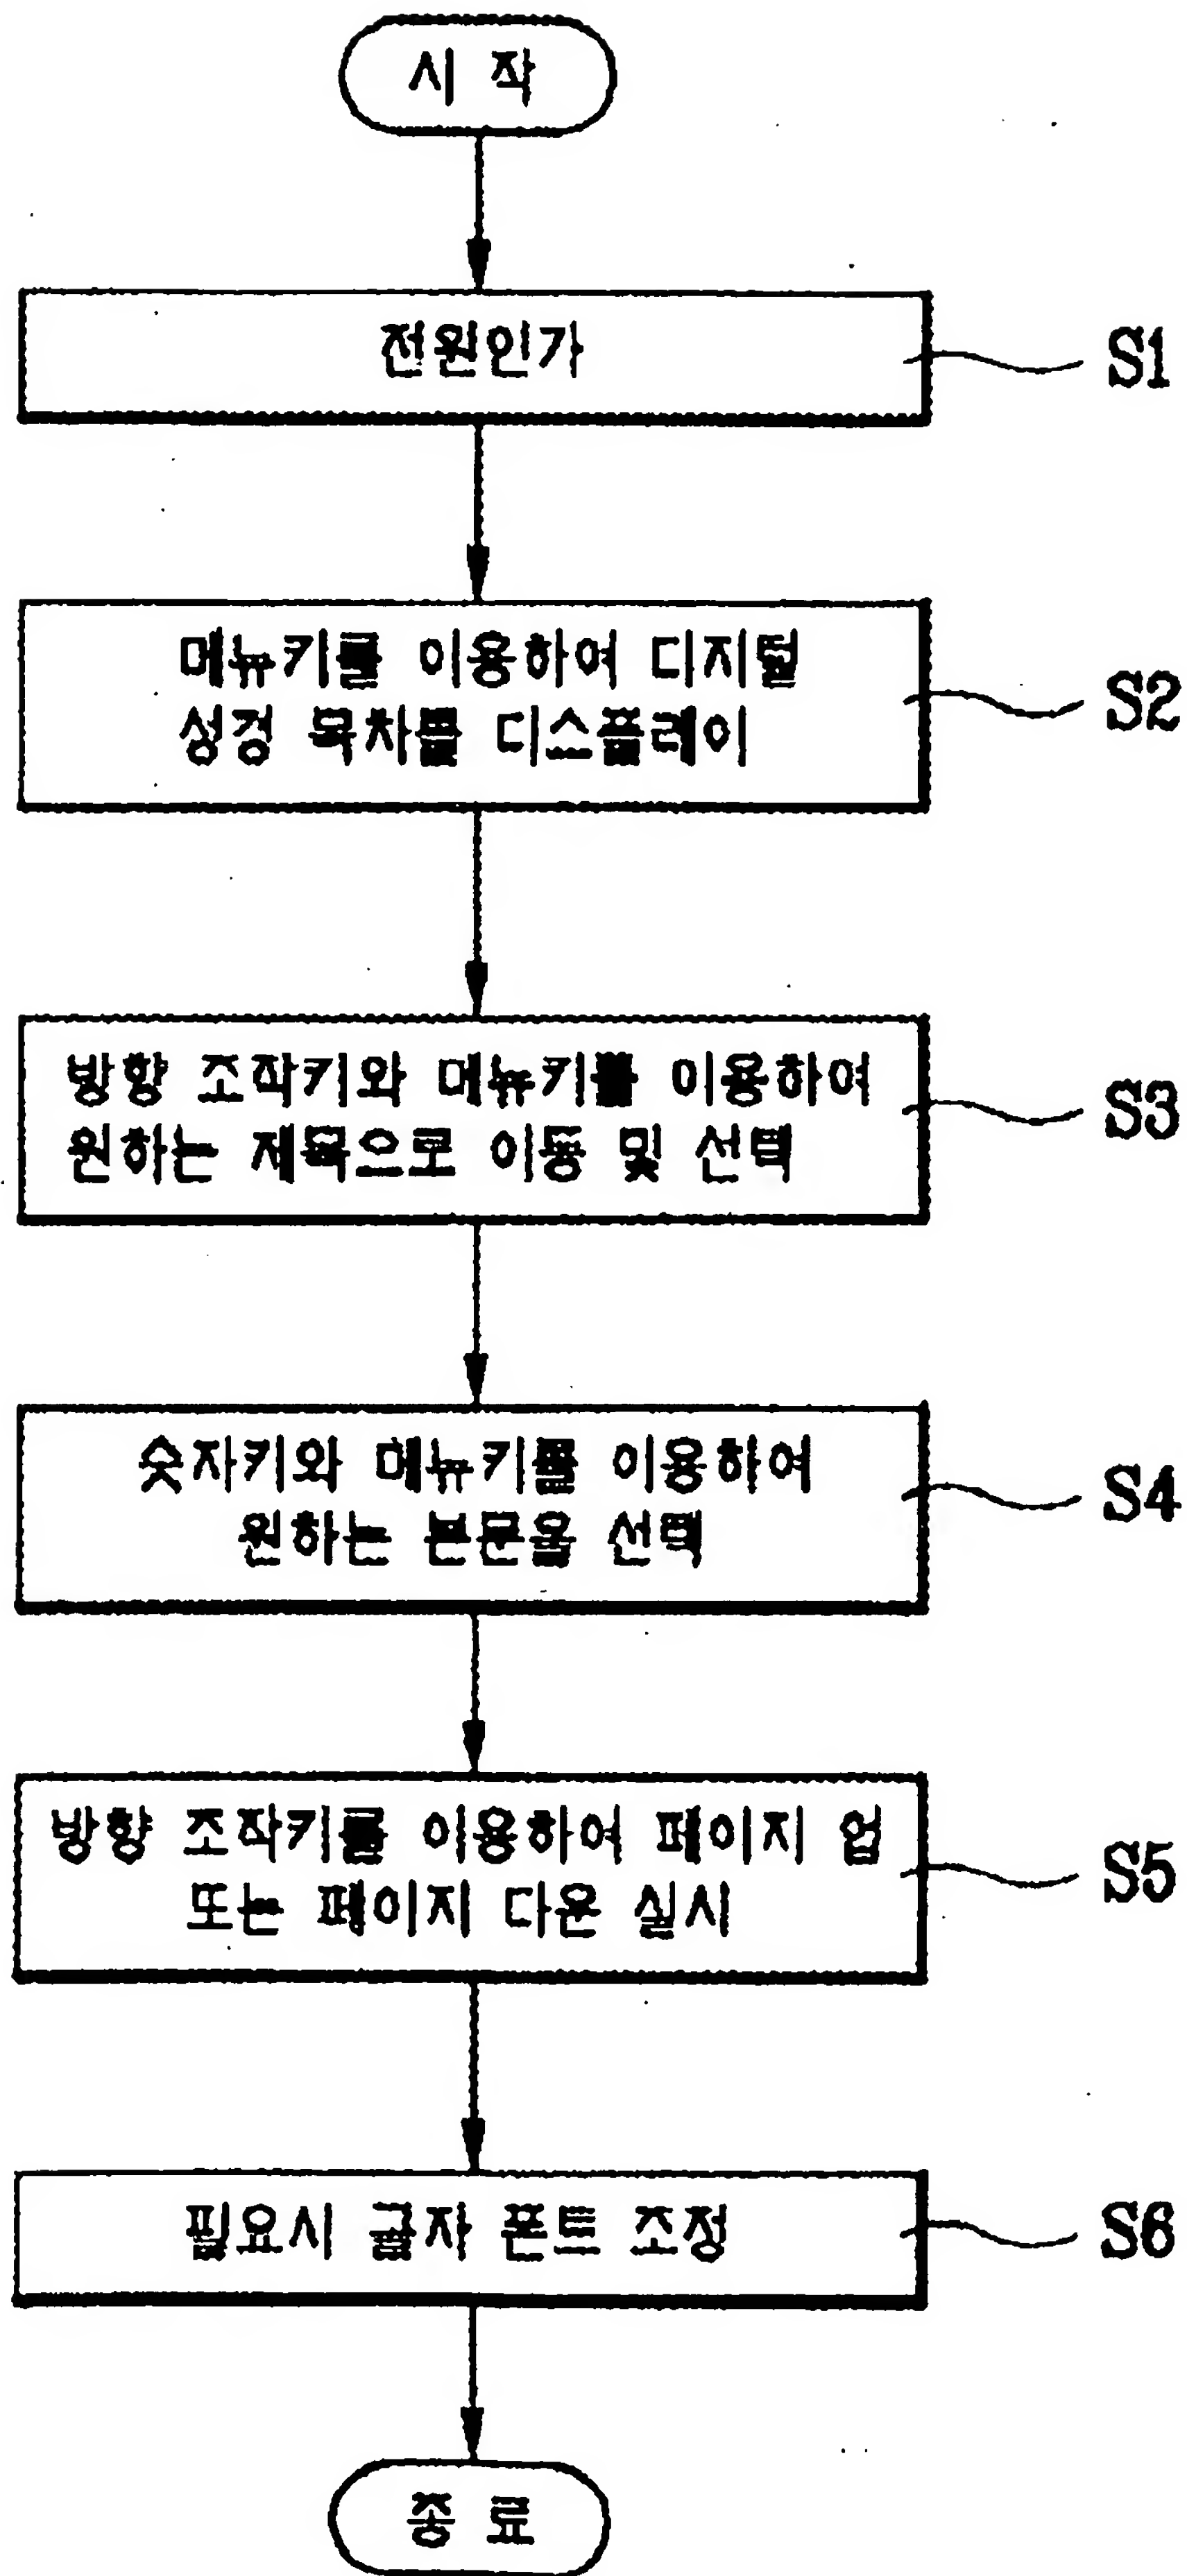 시 작
전원인가
S1
메뉴키를 이용하여 디지털
성경 목차를 디스플레이
S2
방향 조작키와 메뉴키를 이용하여
원하는 제목으로 이동 및 선택
S3
숫자키와 메뉴키를 이용하여
원하는 본문을 선택
S4
방향 조작키를 이용하여 페이지 업
또는 페이지 다운 실시
S5
필요시 글자 폰트 조정
S6
종 료